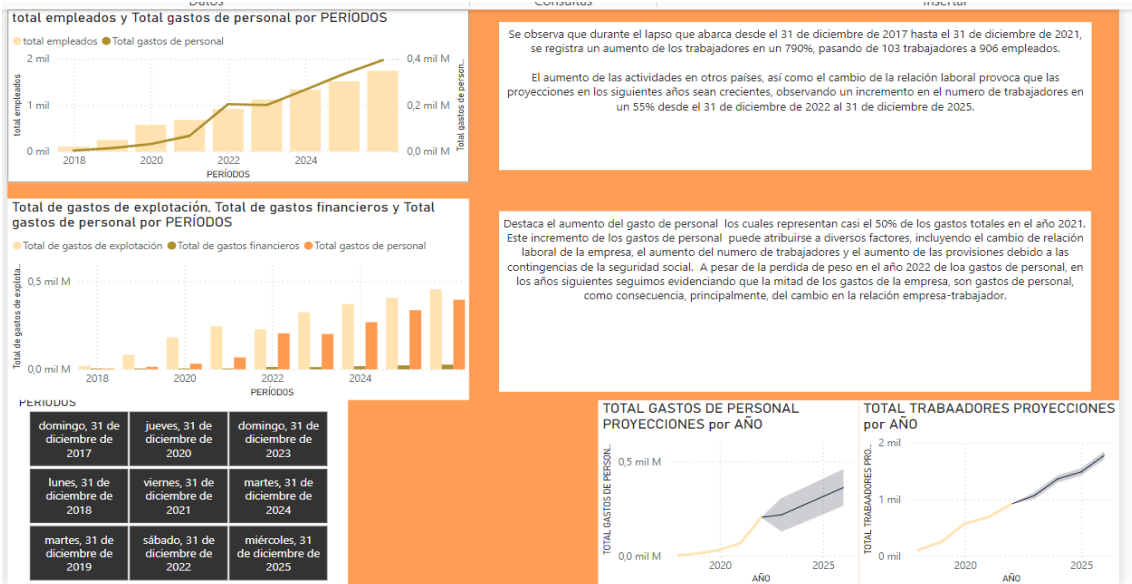 Datos
Consultas
Insertar
total empleados y Total gastos de personal por PERÍODOS
total empleados Total gastos de personal
2 mil
1 mil
0 mil
0,4 mil M
0,2 mil M
0,0 mil M
total empleados
Total gastos de person...
2018 2020 2022 2024
PERÍODOS
Se observa que durante el lapso que abarca desde el 31 de diciembre de 2017 hasta el 31 de diciembre de 2021,
se registra un aumento de los trabajadores en un 790%, pasando de 103 trabajadores a 906 empleados.
El aumento de las actividades en otros países, así como el cambio de la relación laboral provoca que las
proyecciones en los siguientes años sean crecientes, observando un incremento en el numero de trabajadores en
un 55% desde el 31 de diciembre de 2022 al 31 de diciembre de 2025.
Total de gastos de explotación, Total de gastos financieros y Total
gastos de personal por PERÍODOS
Total de gastos de explotación Total de gastos financieros Total gastos de personal
0,5 mil M
0,0 mil M
Total de gastos de explota...
2018 2020 2022 2024
PERÍODOS
Destaca el aumento del gasto de personal los cuales representan casi el 50% de los gastos totales en el año 2021.
Este incremento de los gastos de personal puede atribuirse a diversos factores, incluyendo el cambio de relación
laboral de la empresa, el aumento del numero de trabajadores y el aumento de las provisiones debido a las
contingencias de la seguridad social. A pesar de la perdida de peso en el año 2022 de loa gastos de personal, en
los años siguientes seguimos evidenciando que la mitad de los gastos de la empresa, son gastos de personal,
como consecuencia, principalmente, del cambio en la relación empresa-trabajador.
PERÍODOS
domingo, 31 de
diciembre de
2017
jueves, 31 de
diciembre de
2020
domingo, 31 de
diciembre de
2023
lunes, 31 de
diciembre de
2018
viernes, 31 de
diciembre de
2021
martes, 31 de
diciembre de
2024
martes, 31 de
diciembre de
2019
sábado, 31 de
diciembre de
2022
miércoles, 31
de diciembre de
2025
TOTAL GASTOS DE PERSONAL
PROYECCIONES por AÑO
TOTAL GASTOS DE PERSON...
0,5 mil M
0,0 mil M
2020 2025
AÑO
TOTAL TRABAADORES PROYECCIONES
por AÑO
TOTAL TRABAADORES PRO...
2 mil
1 mil
0 mil
2020 2025
AÑO